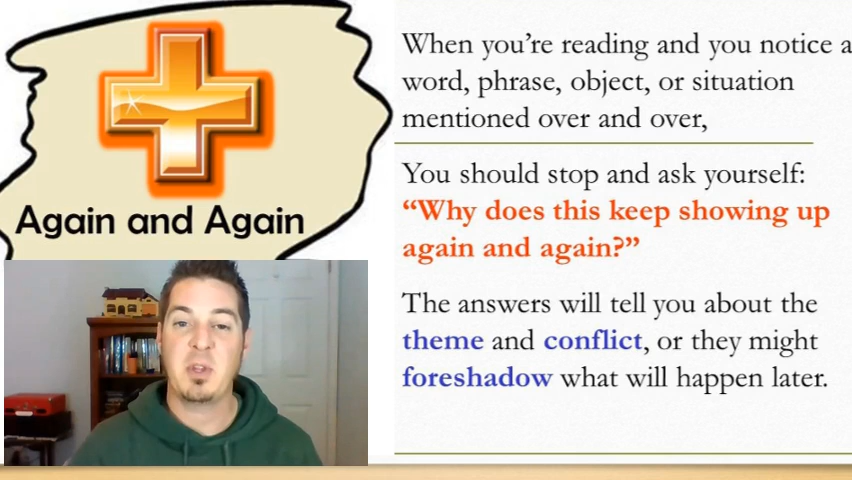 Again and Again
When you’re reading and you notice a
word, phrase, object, or situation
mentioned over and over,
You should stop and ask yourself:
“Why does this keep showing up
again and again?”
The answers will tell you about the
theme and conflict, or they might
foreshadow what will happen later.